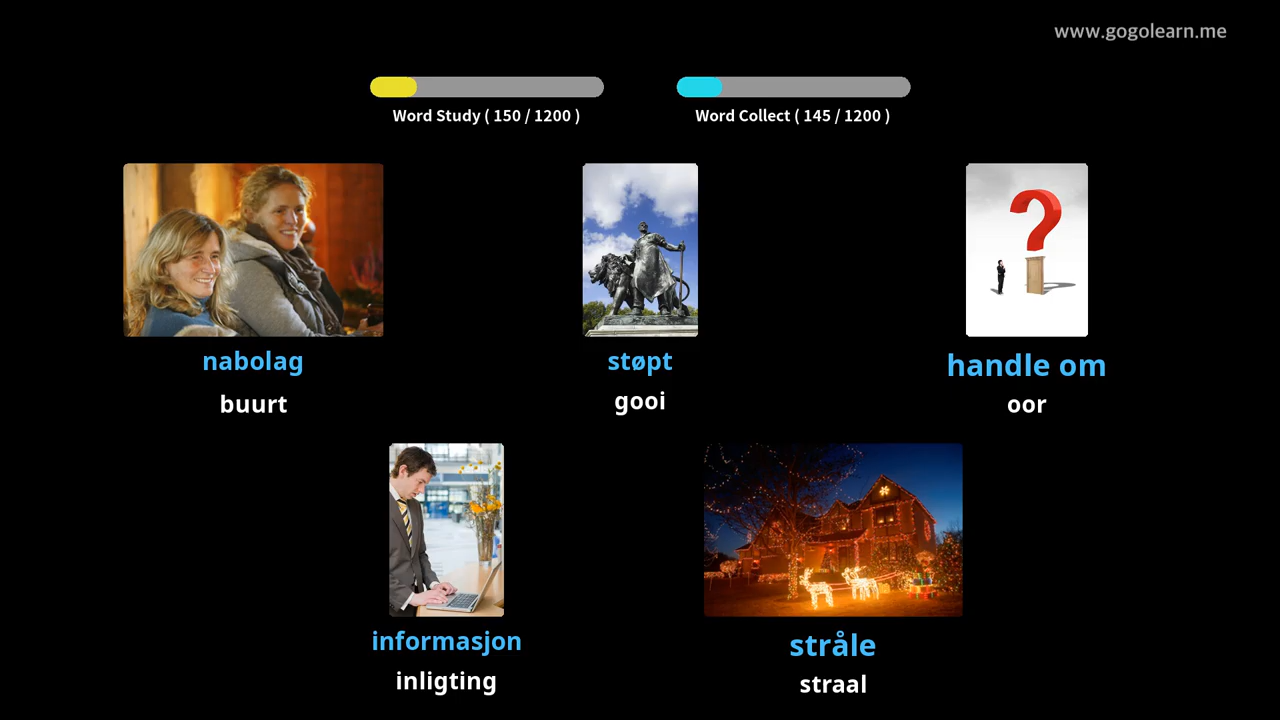 www.gogolearn.me
Word Study ( 150 / 1200 )
Word Collect ( 145 / 1200 )
nabolag
buurt
støpt
gooi
handle om
oor
informasjon
inligting
stråle
straal